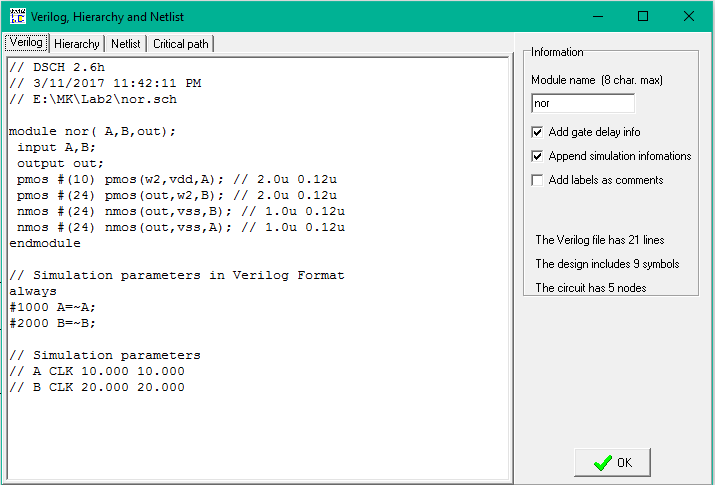 Verilog, Hierarchy and Netlist
Verilog Hierarchy Netlist Critical path
// DSCH 2.6h
// 3/11/2017 11:42:11 PM
// E:\MK\Lab2\nor.sch
module nor( A,B,out);
input A,B;
output out;
pmos #(10) pmos(w2,vdd,A); // 2.0u 0.12u
pmos #(24) pmos(out,w2,B); // 2.0u 0.12u
nmos #(24) nmos(out,vss,B); // 1.0u 0.12u
nmos #(24) nmos(out,vss,A); // 1.0u 0.12u
endmodule
// Simulation parameters in Verilog Format
always
#1000 A=~A;
#2000 B=~B;
// Simulation parameters
// A CLK 10.000 10.000
// B CLK 20.000 20.000
Information
Module name (8 char. max)
nor
Add gate delay info
Append simulation infomations
Add labels as comments
The Verilog file has 21 lines
The design includes 9 symbols
The circuit has 5 nodes
OK